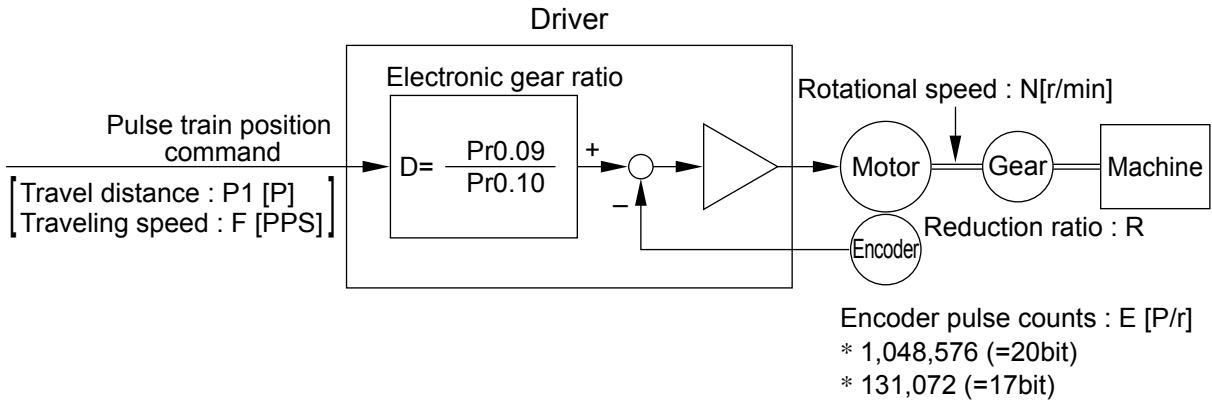 Driver
Electronic gear ratio
Rotational speed : N[r/min]
Pulse train position
command
D= Pr0.09
Pr0.10
+
−
Motor
Gear
Machine
[Travel distance : P1 [P]
Traveling speed : F [PPS]]
Encoder
Reduction ratio : R
Encoder pulse counts : E [P/r]
* 1,048,576 (=20bit)
* 131,072 (=17bit)